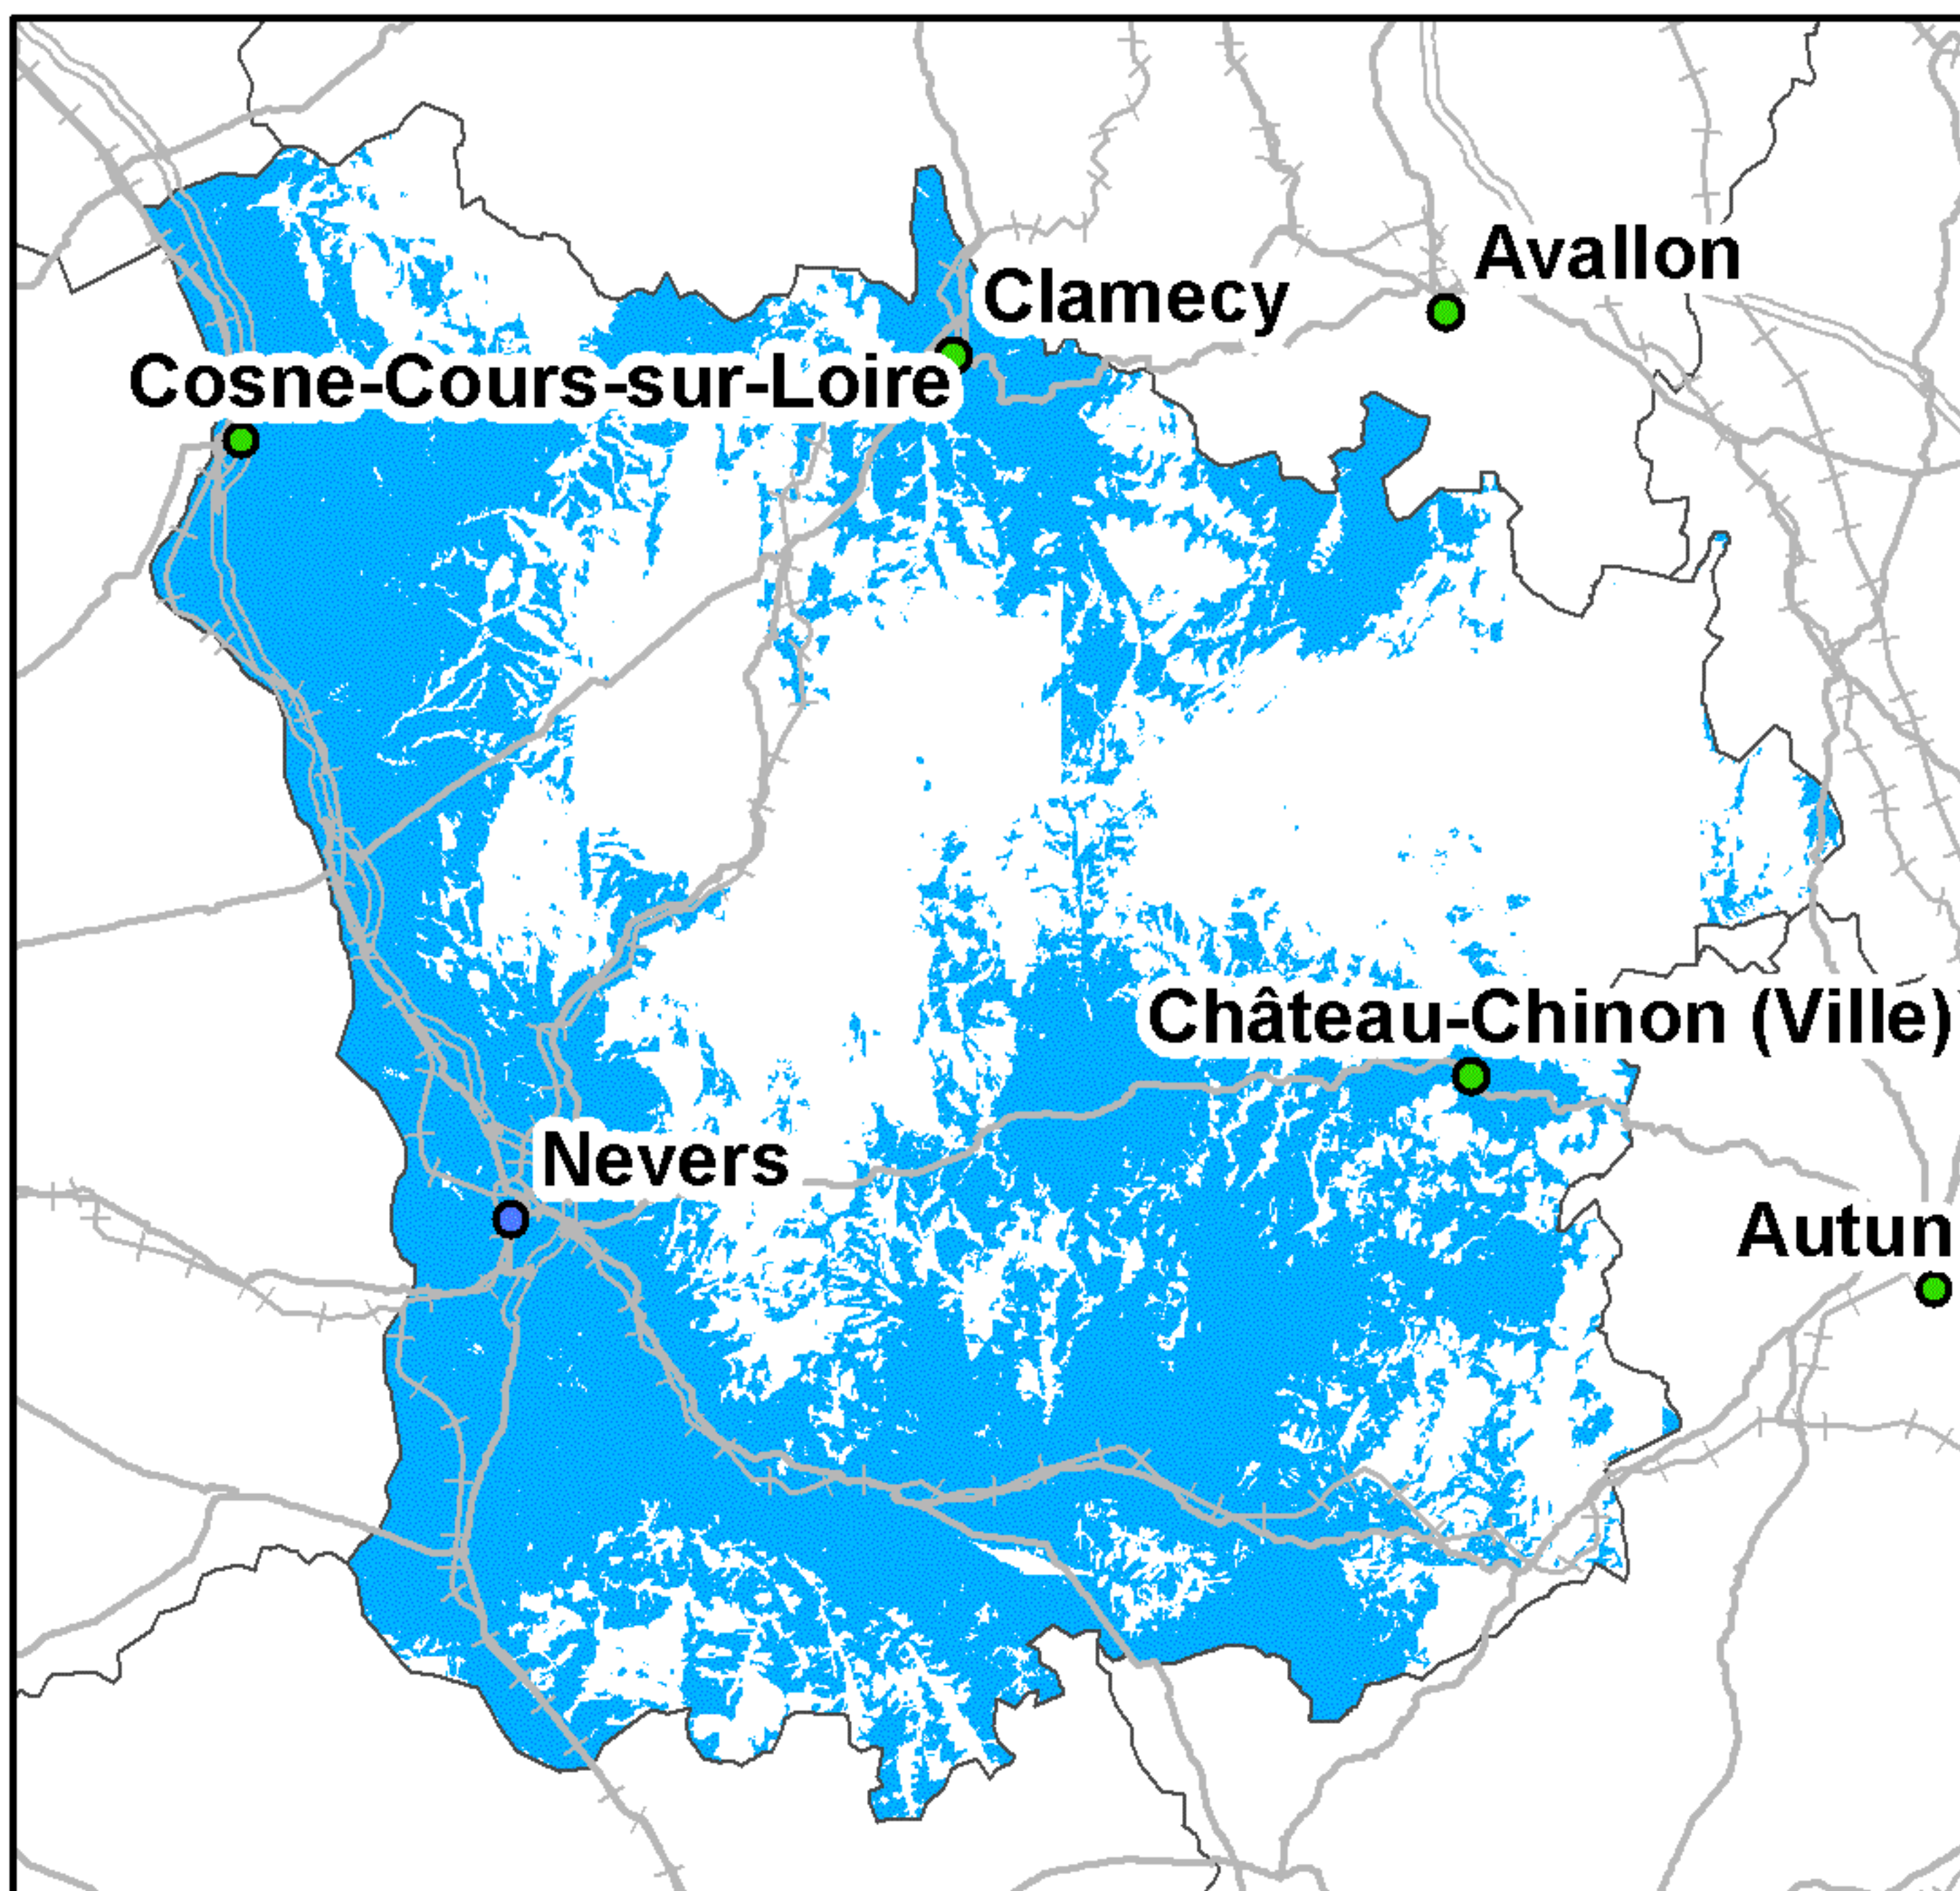 Avallon
Clamecy
Cosne-Cours-sur-Loire
Château-Chinon (Ville)
Nevers
Autun